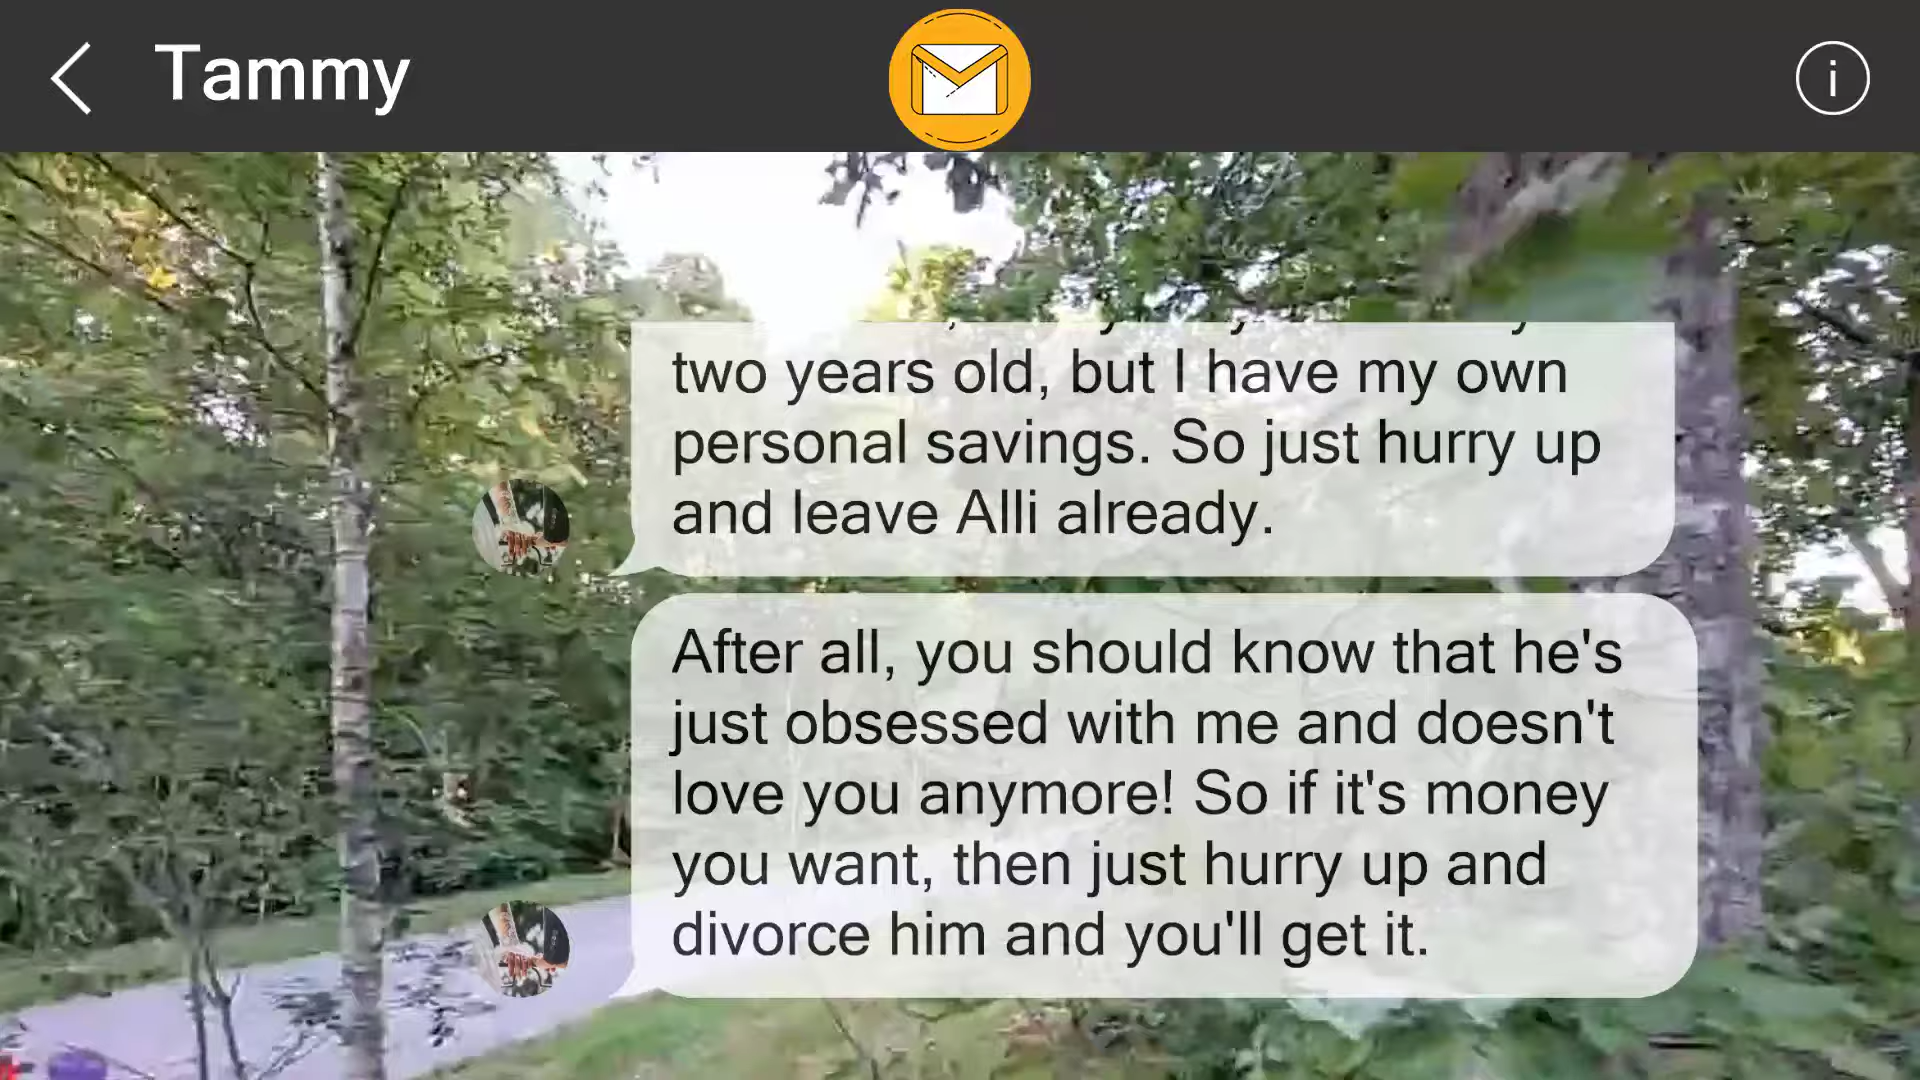 Tammy
two years old, but I have my own
personal savings. So just hurry up
and leave Alli already.
After all, you should know that he's
just obsessed with me and doesn't
love you anymore! So if it's money
you want, then just hurry up and
divorce him and you'll get it.